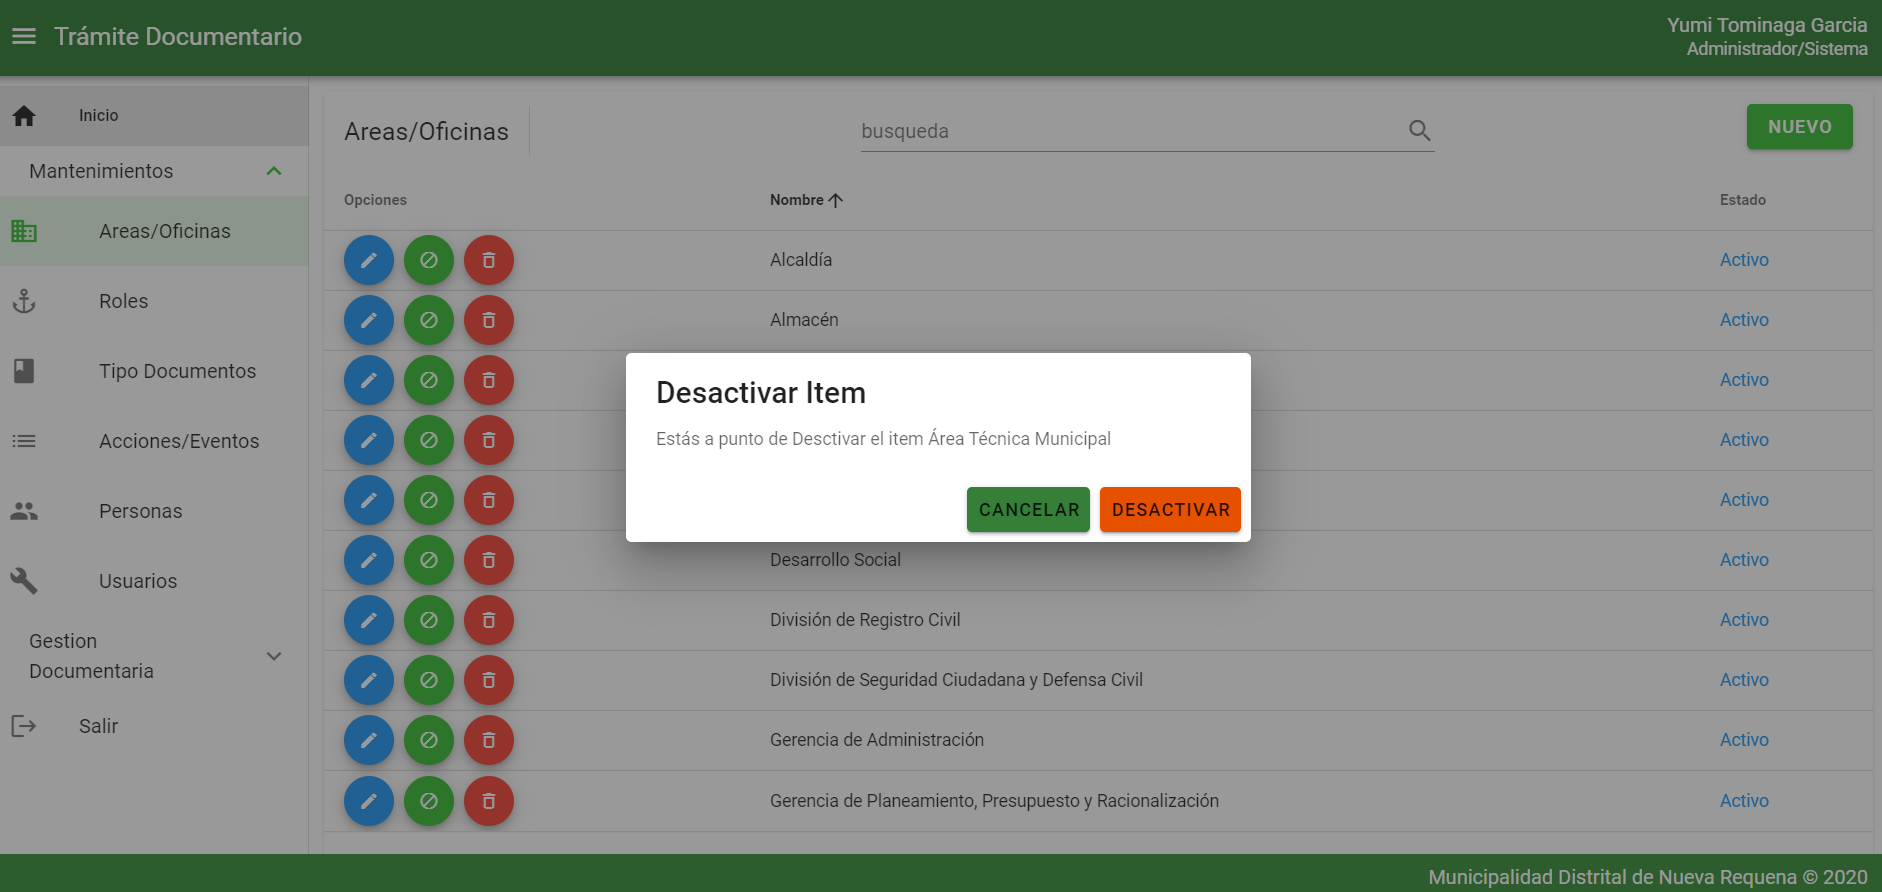 Trámite Documentario
Yumi Tominaga Garcia
Administrador/Sistema
Inicio
Mantenimientos
Areas/Oficinas
Roles
Tipo Documentos
Acciones/Eventos
Personas
Usuarios
Gestion
Documentaria
Salir
Areas/Oficinas
busqueda
NUEVO
Opciones Nombre Estado
Alcaldía Activo
Almacén Activo
Activo
Activo
Activo
Desactivar Item
Estás a punto de Desctivar el item Área Técnica Municipal
CANCELAR DESACTIVAR
Desarrollo Social Activo
División de Registro Civil Activo
División de Seguridad Ciudadana y Defensa Civil Activo
Gerencia de Administración Activo
Gerencia de Planeamiento, Presupuesto y Racionalización Activo
Municipalidad Distrital de Nueva Requena © 2020